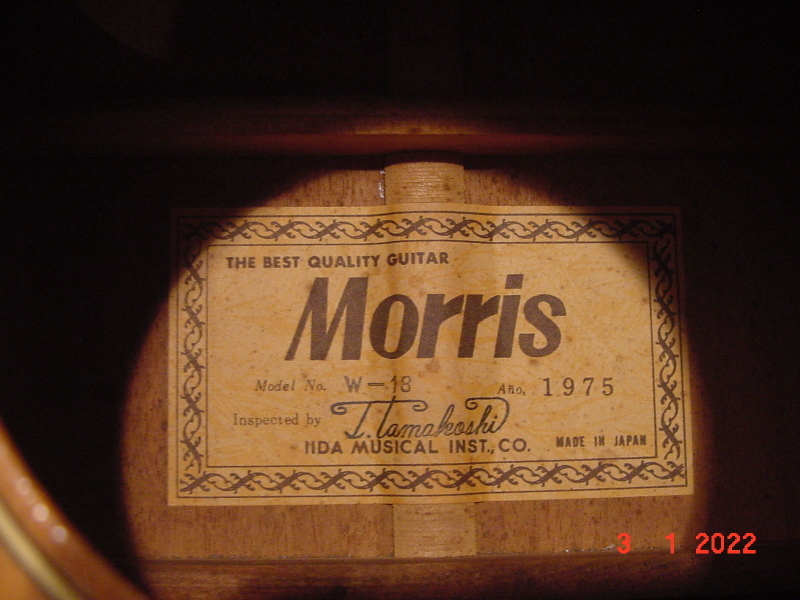 THE BEST QUALITY GUITAR
Morris
Model No. W-18 Año, 1975
Inspected by T. Tamakoshi
IIDA MUSICAL INST., CO. MADE IN JAPAN
3 1 2022